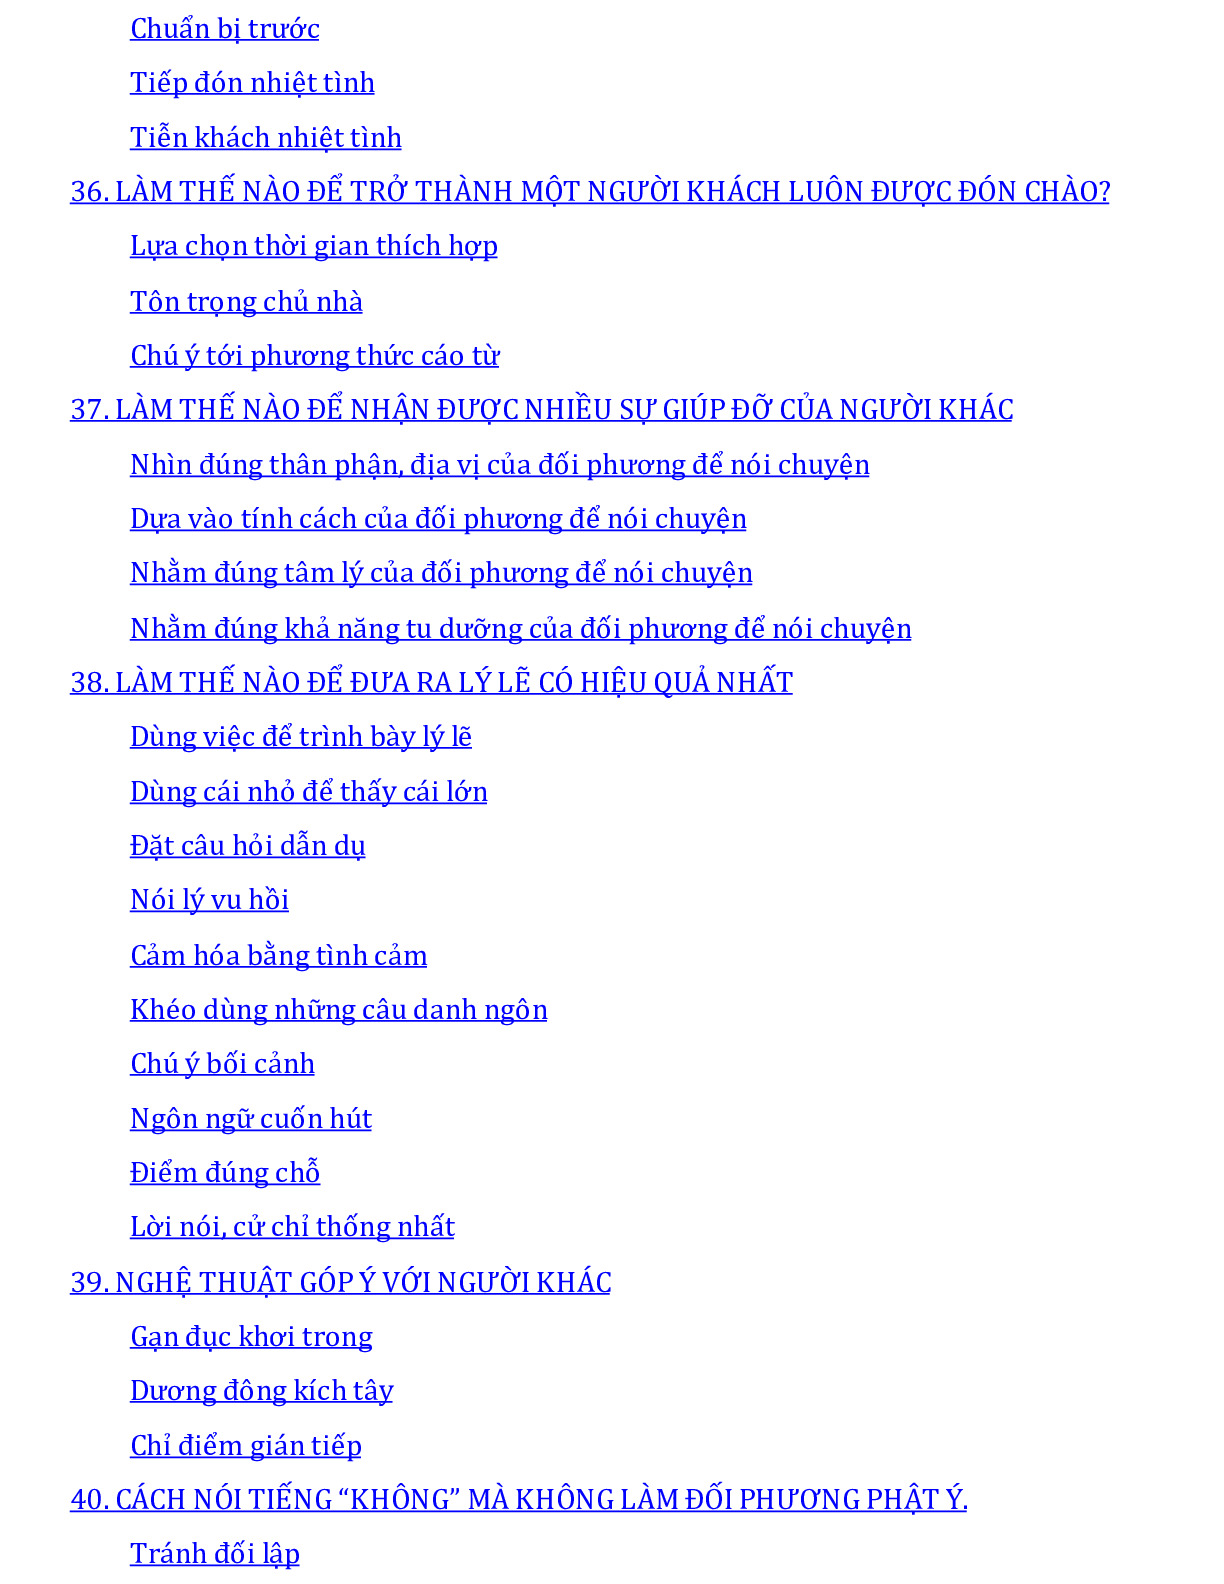 Chuẩn bị trước
Tiếp đón nhiệt tình
Tiễn khách nhiệt tình
36. LÀM THẾ NÀO ĐỂ TRỞ THÀNH MỘT NGƯỜI KHÁCH LUÔN ĐƯỢC ĐÓN CHÀO?
Lựa chọn thời gian thích hợp
Tôn trọng chủ nhà
Chú ý tới phương thức cáo từ
37. LÀM THẾ NÀO ĐỂ NHẬN ĐƯỢC NHIỀU SỰ GIÚP ĐỠ CỦA NGƯỜI KHÁC
Nhìn đúng thân phận, địa vị của đối phương để nói chuyện
Dựa vào tính cách của đối phương để nói chuyện
Nhằm đúng tâm lý của đối phương để nói chuyện
Nhằm đúng khả năng tu dưỡng của đối phương để nói chuyện
38. LÀM THẾ NÀO ĐỂ ĐƯA RA LÝ LẼ CÓ HIỆU QUẢ NHẤT
Dùng việc để trình bày lý lẽ
Dùng cái nhỏ để thấy cái lớn
Đặt câu hỏi dẫn dụ
Nói lý vu hồi
Cảm hóa bằng tình cảm
Khéo dùng những câu danh ngôn
Chú ý bối cảnh
Ngôn ngữ cuốn hút
Điểm đúng chỗ
Lời nói, cử chỉ thống nhất
39. NGHỆ THUẬT GÓP Ý VỚI NGƯỜI KHÁC
Gạn đục khơi trong
Dương đông kích tây
Chỉ điểm gián tiếp
40. CÁCH NÓI TIẾNG “KHÔNG” MÀ KHÔNG LÀM ĐỐI PHƯƠNG PHẬT Ý.
Tránh đối lập